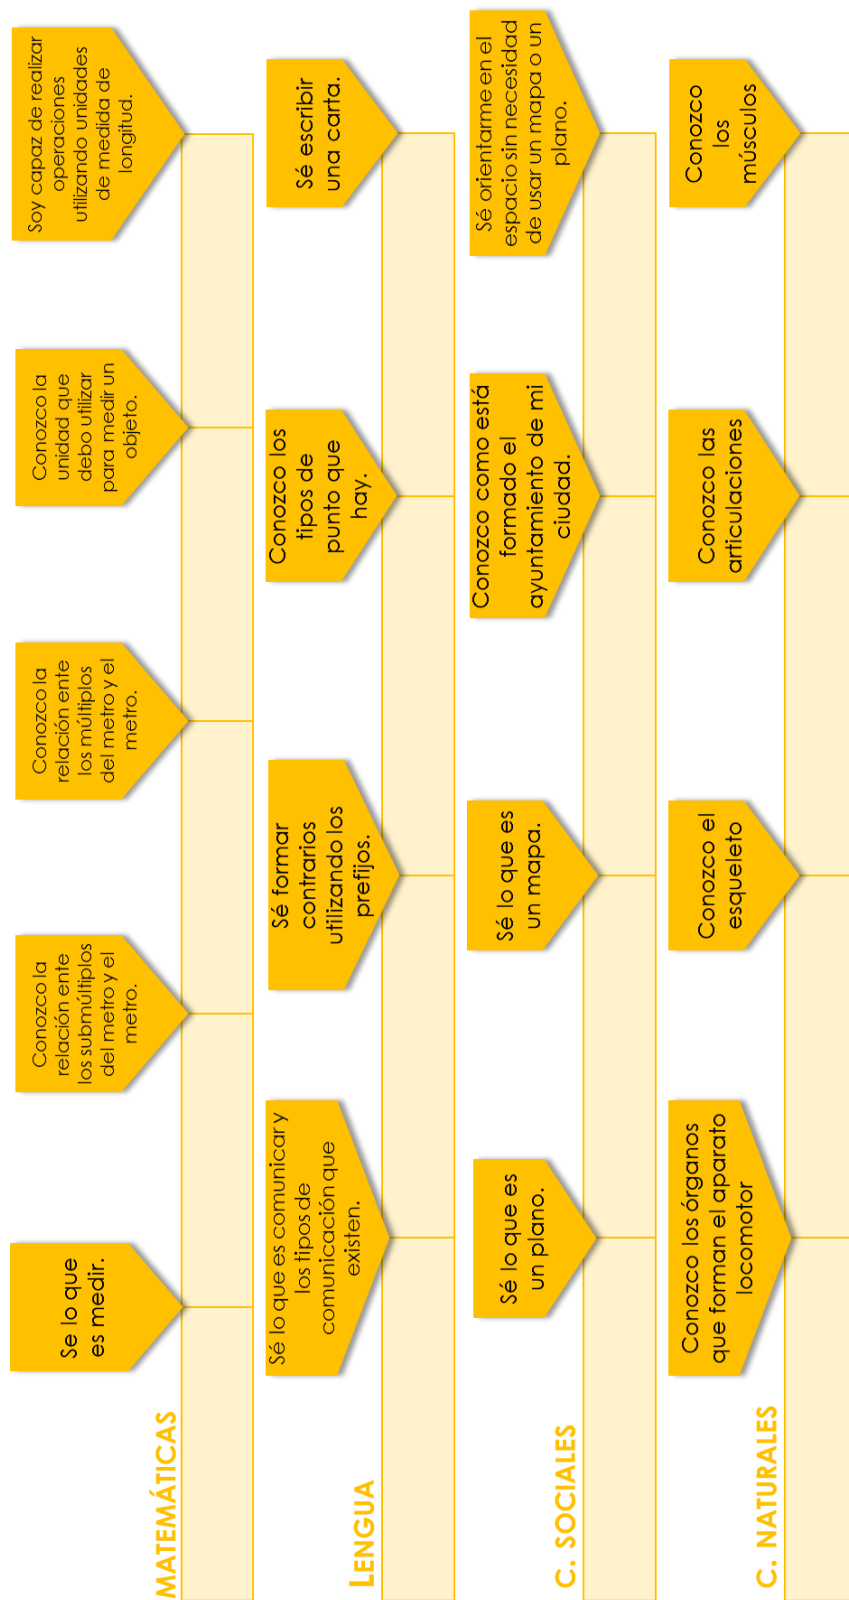 MATEMÁTICAS
Se lo que
es medir.
Conozco la
relación ente
los submúltiplos
del metro y el
metro.
Conozco la
relación ente
los múltiplos
del metro y el
metro.
Conozco la
unidad que
debo utilizar
para medir un
objeto.
Soy capaz de realizar
operaciones
utilizando unidades
de medida de
longitud.
LENGUA
Sé lo que es comunicar y
los tipos de
comunicación que
existen.
Sé formar
contrarios
utilizando los
prefijos.
Conozco los
tipos de
punto que
hay.
Sé escribir
una carta.
C. SOCIALES
Sé lo que es
un plano.
Sé lo que es
un mapa.
Conozco como está
formado el
ayuntamiento de mi
ciudad.
Sé orientarme en el
espacio sin necesidad
de usar un mapa o un
plano.
C. NATURALES
Conozco los órganos
que forman el aparato
locomotor
Conozco el
esqueleto
Conozco las
articulaciones
Conozco
los
músculos